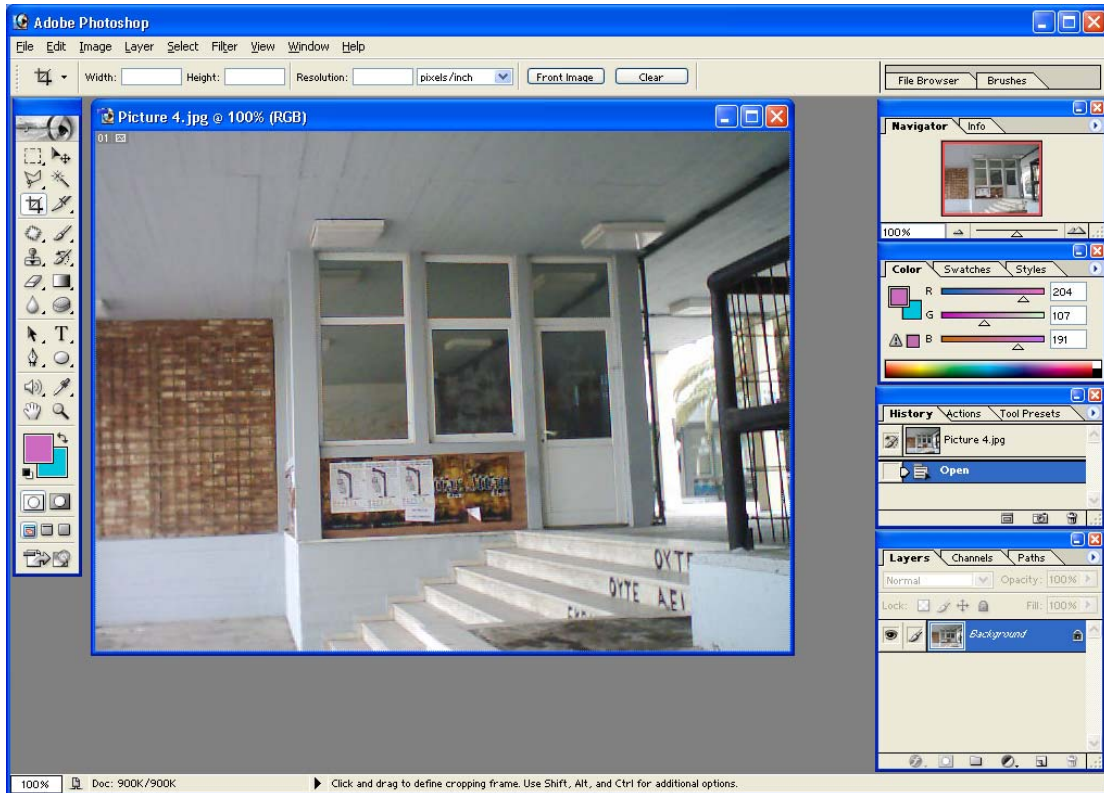 Adobe Photoshop
File Edit Image Layer Select Filter View Window Help
Width: Height: Resolution: pixels/inch Front Image Clear File Browser Brushes
Picture 4.jpg @ 100% (RGB)
01
Navigator Info
100%
Color Swatches Styles
R 204
G 107
B 191
History Actions Tool Presets
Picture 4.jpg
Open
Layers Channels Paths
Normal Opacity: 100%
Lock: Fill: 100%
Background
ΟΥΤΕ
ΟΥΤΕ ΑΕΙ
100% Doc: 900K/900K Click and drag to define cropping frame. Use Shift, Alt, and Ctrl for additional options.